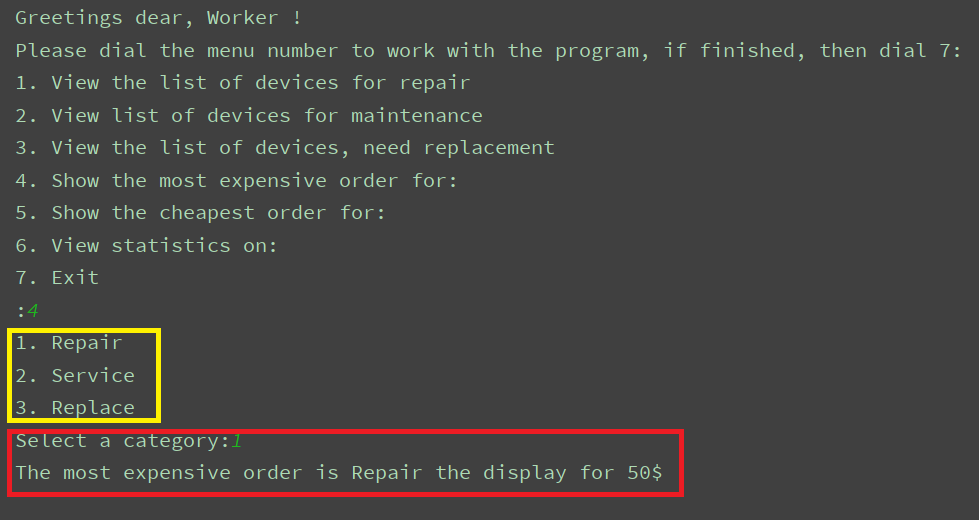 Greetings dear, Worker !
Please dial the menu number to work with the program, if finished, then dial 7:
1. View the list of devices for repair
2. View list of devices for maintenance
3. View the list of devices, need replacement
4. Show the most expensive order for:
5. Show the cheapest order for:
6. View statistics on:
7. Exit
:4
1. Repair
2. Service
3. Replace
Select a category:1
The most expensive order is Repair the display for 50$